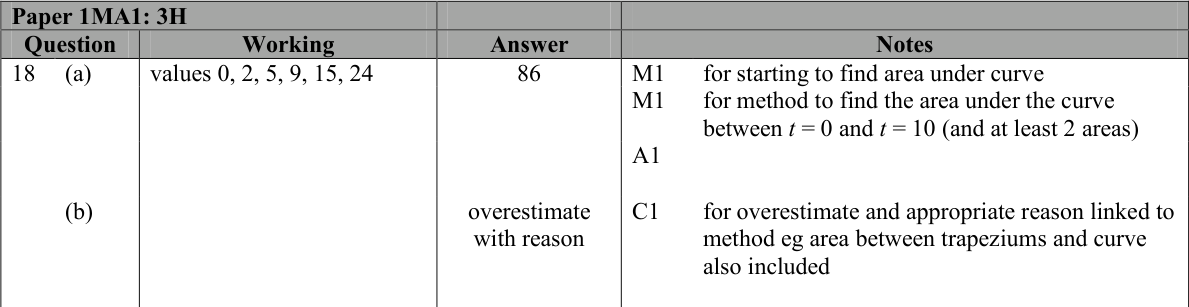 Paper 1MA1: 3H
Question Working Answer Notes
18 (a) values 0, 2, 5, 9, 15, 24 86 M1 for starting to find area under curve
M1 for method to find the area under the curve
between t = 0 and t = 10 (and at least 2 areas)
A1
(b) overestimate C1 for overestimate and appropriate reason linked to
with reason method eg area between trapeziums and curve
also included